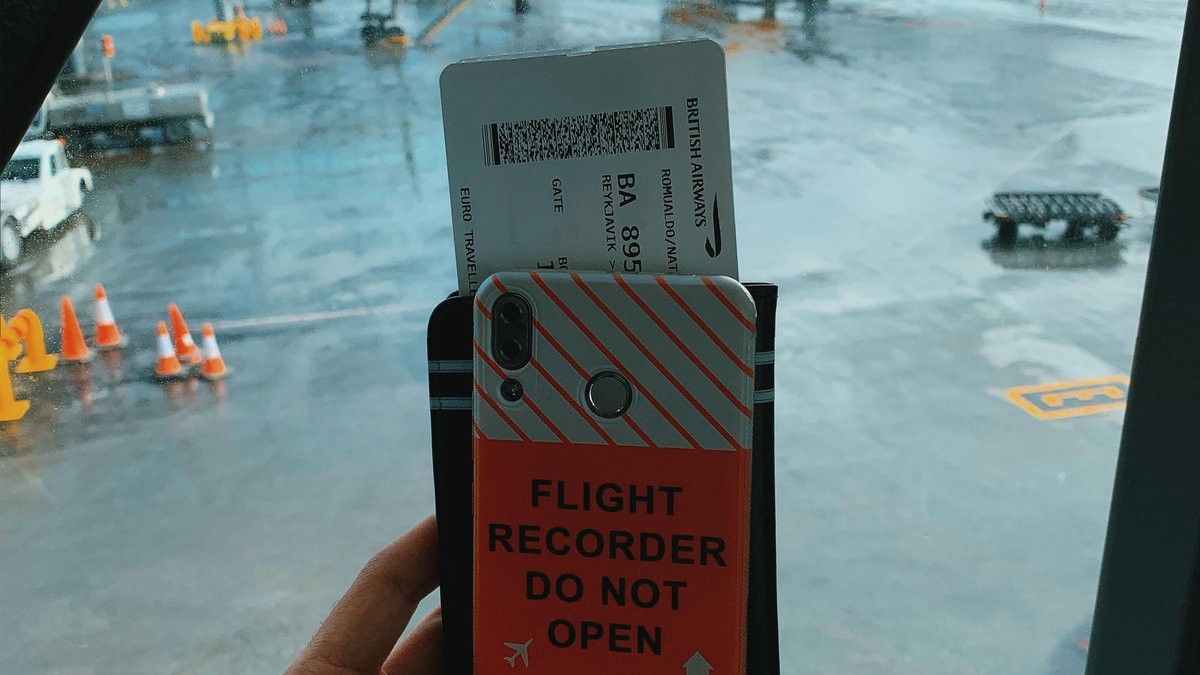 BRITISH AIRWAYS
ROMUALDO/NAT
BA 895
REYKJAVIK >
GATE
EURO TRAVELL
FLIGHT
RECORDER
DO NOT
OPEN